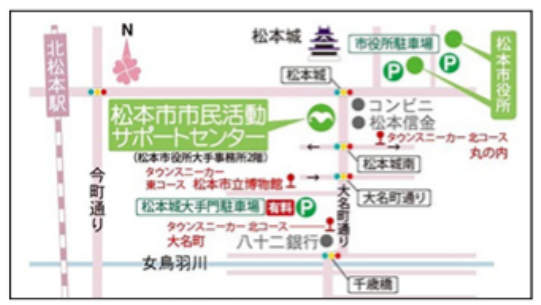 北松本駅
N
松本城
市役所駐車場
P
P
松本市役所
松本城
松本市市民活動
サポートセンター
(松本市役所大手事務所2階)
コンビニ
松本信金
タウンスニーカー 北コース
丸の内
松本城南
タウンスニーカー
東コース 松本市立博物館
大名町通り
今町通り
松本城大手門駐車場 有料 P
大名町通り
タウンスニーカー 北コース
大名町 八十二銀行
女鳥羽川
千歳橋